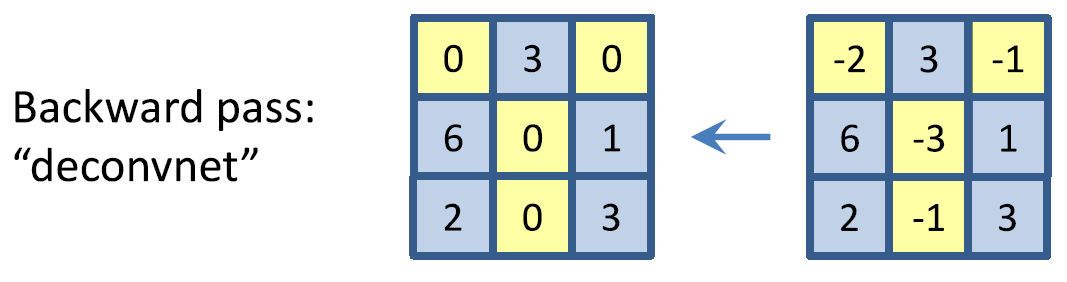 Backward pass:
“deconvnet”
0 3 0
6 0 1
2 0 3
-2 3 -1
6 -3 1
2 -1 3